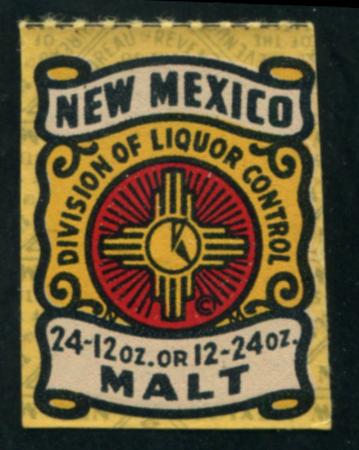 NEW MEXICO
DIVISION OF LIQUOR CONTROL
©
24-12 OZ. OR 12-24 OZ.
MALT